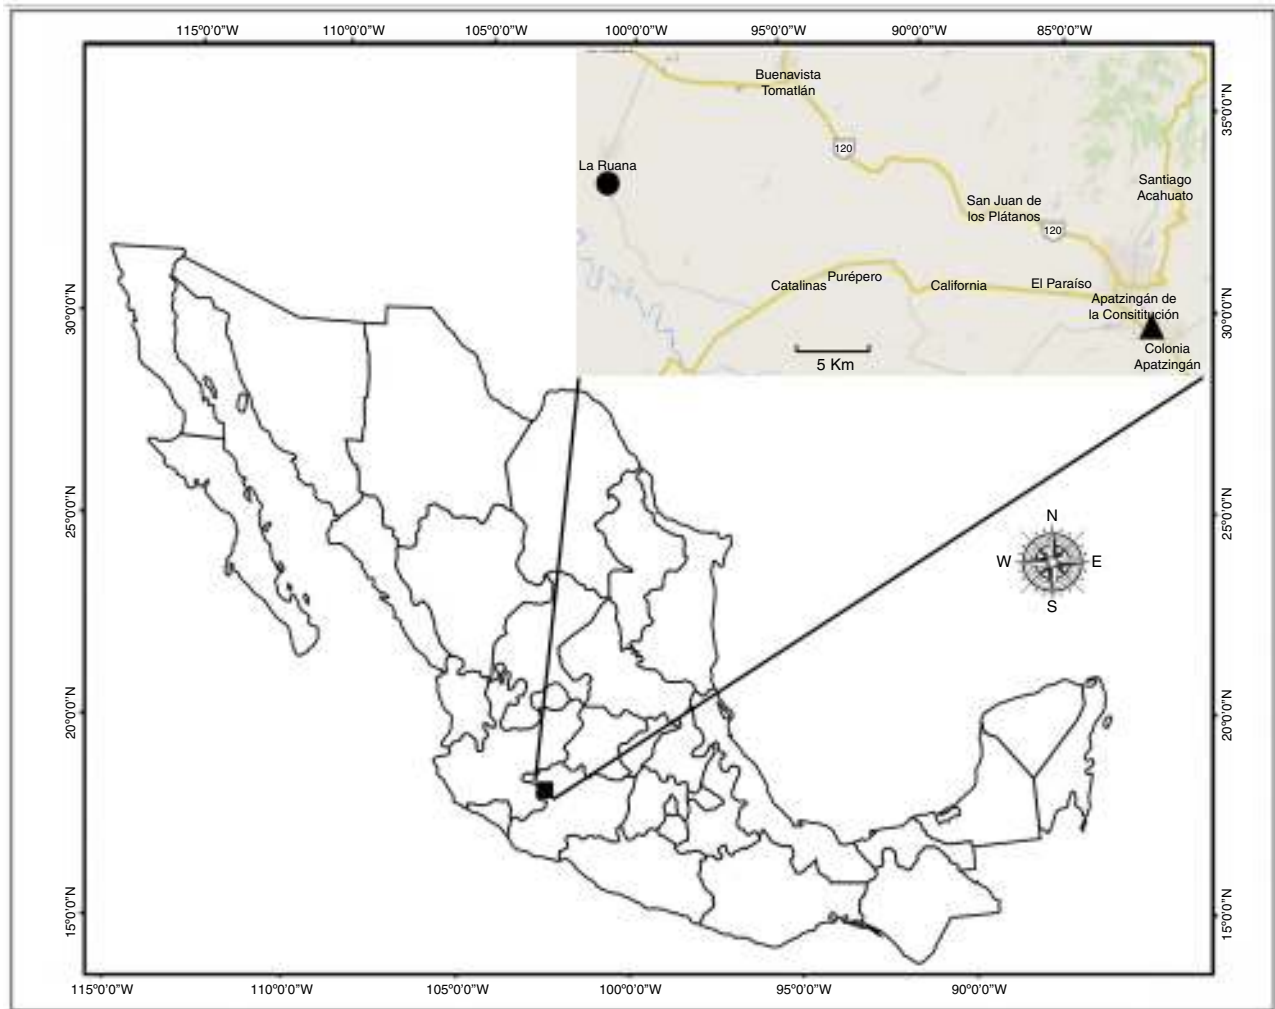 115°0'0"W 110°0'0"W 105°0'0"W 100°0'0"W 95°0'0"W 90°0'0"W 85°0'0"W
Buenavista
Tomatlán
120
La Ruana
Santiago
Acahuato
San Juan de
los Plátanos
120
Catalinas
Purépero
California
El Paraíso
Apatzingán de
la Consititución
Colonia
Apatzingán
5 Km
35°0'0"N
30°0'0"N
30°0'0"N
25°0'0"N
25°0'0"N
N
W
E
S
20°0'0"N
20°0'0"N
15°0'0"N
15°0'0"N
115°0'0"W 110°0'0"W 105°0'0"W 100°0'0"W 95°0'0"W 90°0'0"W